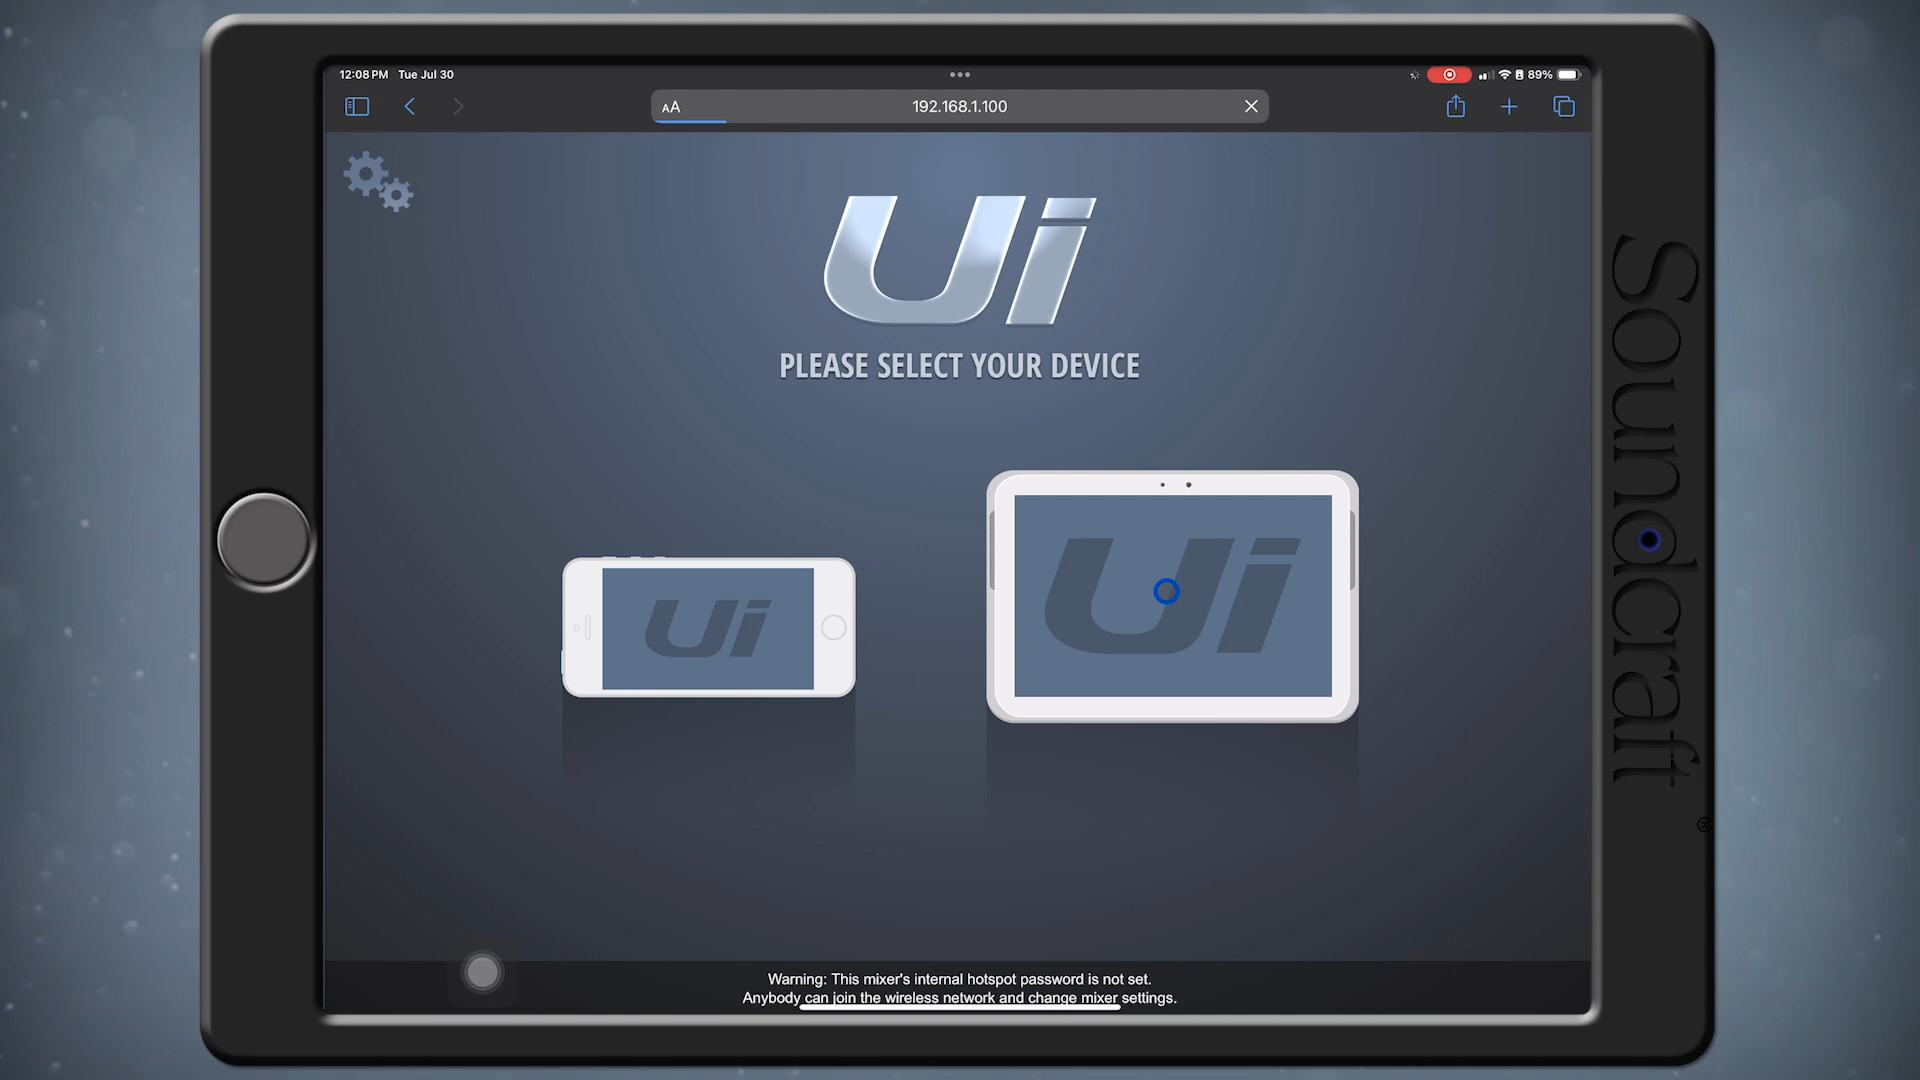 12:08 PM Tue Jul 30
89%
AA 192.168.1.100
Ui
PLEASE SELECT YOUR DEVICE
Ui
Ui
Warning: This mixer's internal hotspot password is not set.
Anybody can join the wireless network and change mixer settings.
Soundcraft®